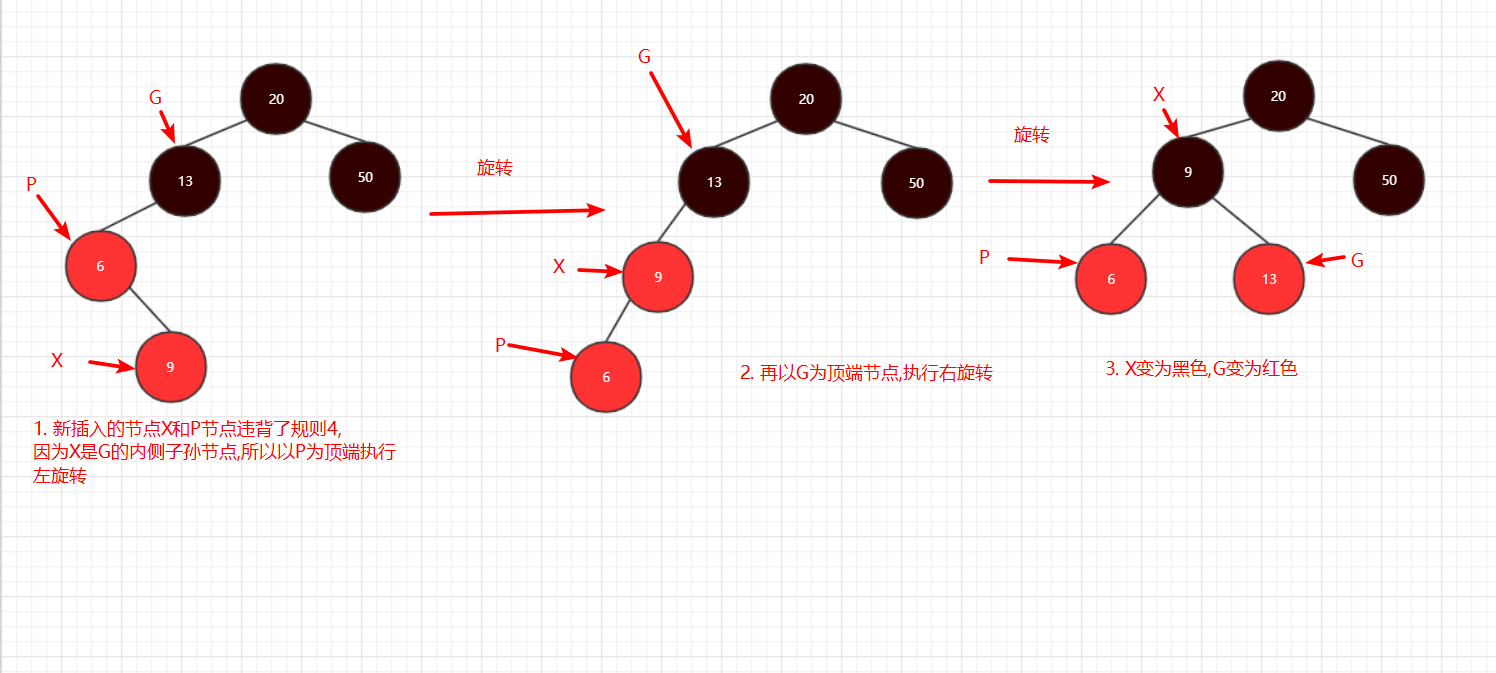 G
20
13
50
P
6
X
9
1. 新插入的节点X和P节点违背了规则4,
因为X是G的内侧子孙节点,所以以P为顶端执行
左旋转
旋转
G
20
13
50
X
9
P
6
2. 再以G为顶端节点,执行右旋转
旋转
X
20
9
50
P
6
13
G
3. X变为黑色,G变为红色